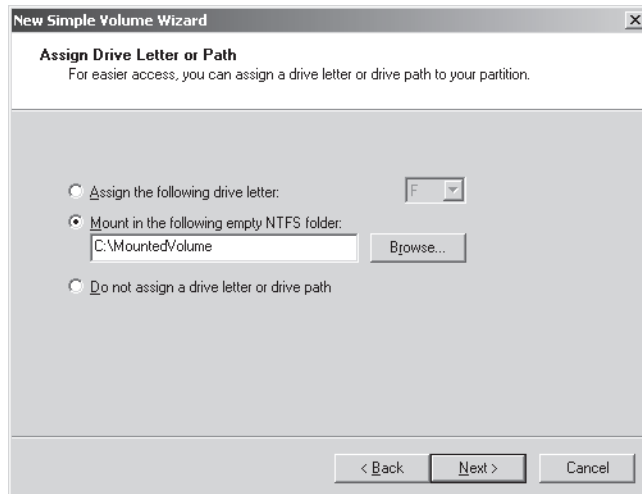 New Simple Volume Wizard
Assign Drive Letter or Path
For easier access, you can assign a drive letter or drive path to your partition.
Assign the following drive letter: F
Mount in the following empty NTFS folder:
C:\MountedVolume Browse...
Do not assign a drive letter or drive path
< Back Next > Cancel